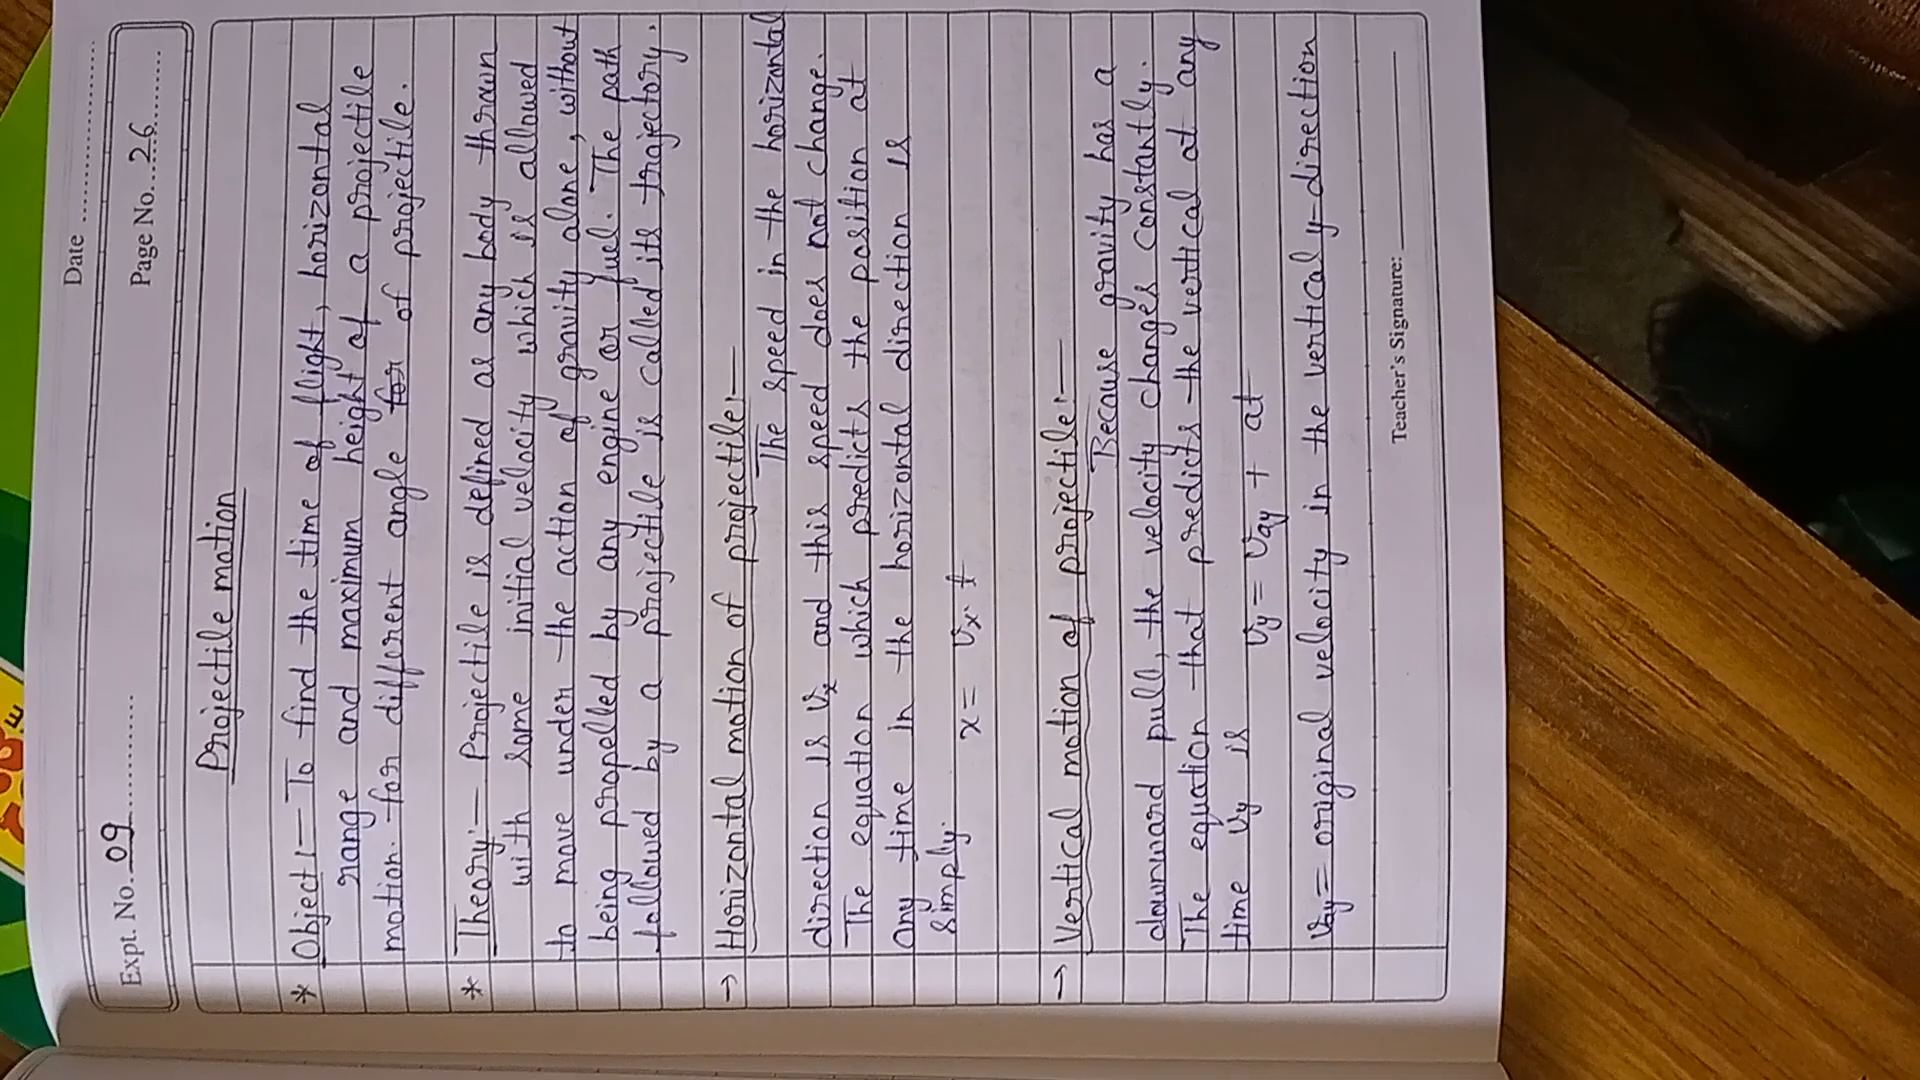 Date
Expt. No. 09
Page No. 26
Projectile motion
* Object :- To find the time of flight, horizontal
range and maximum height of a projectile
motion for different angle for of projectile.
* Theory :- Projectile is defined as any body thrown
with some initial velocity which is allowed
to move under the action of gravity alone, without
being propelled by any engine or fuel. The path
followed by a projectile is called its trajectory.
→ Horizontal motion of projectile :-
The speed in the horizontal
direction is vx and this speed does not change.
The equation which predicts the position at
any time in the horizontal direction is
simply.
x = vx . t
→ Vertical motion of projectile :-
Because gravity has a
downward pull, the velocity changes constantly.
The equation that predicts the vertical at any
time vy is
vy = voy + at
voy = original velocity in the vertically-direction
Teacher's Signature: